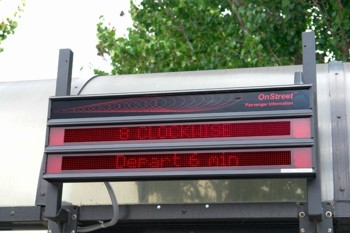 OnStreet
Passenger Information
8 CLOCKWISE
Depart 6 min